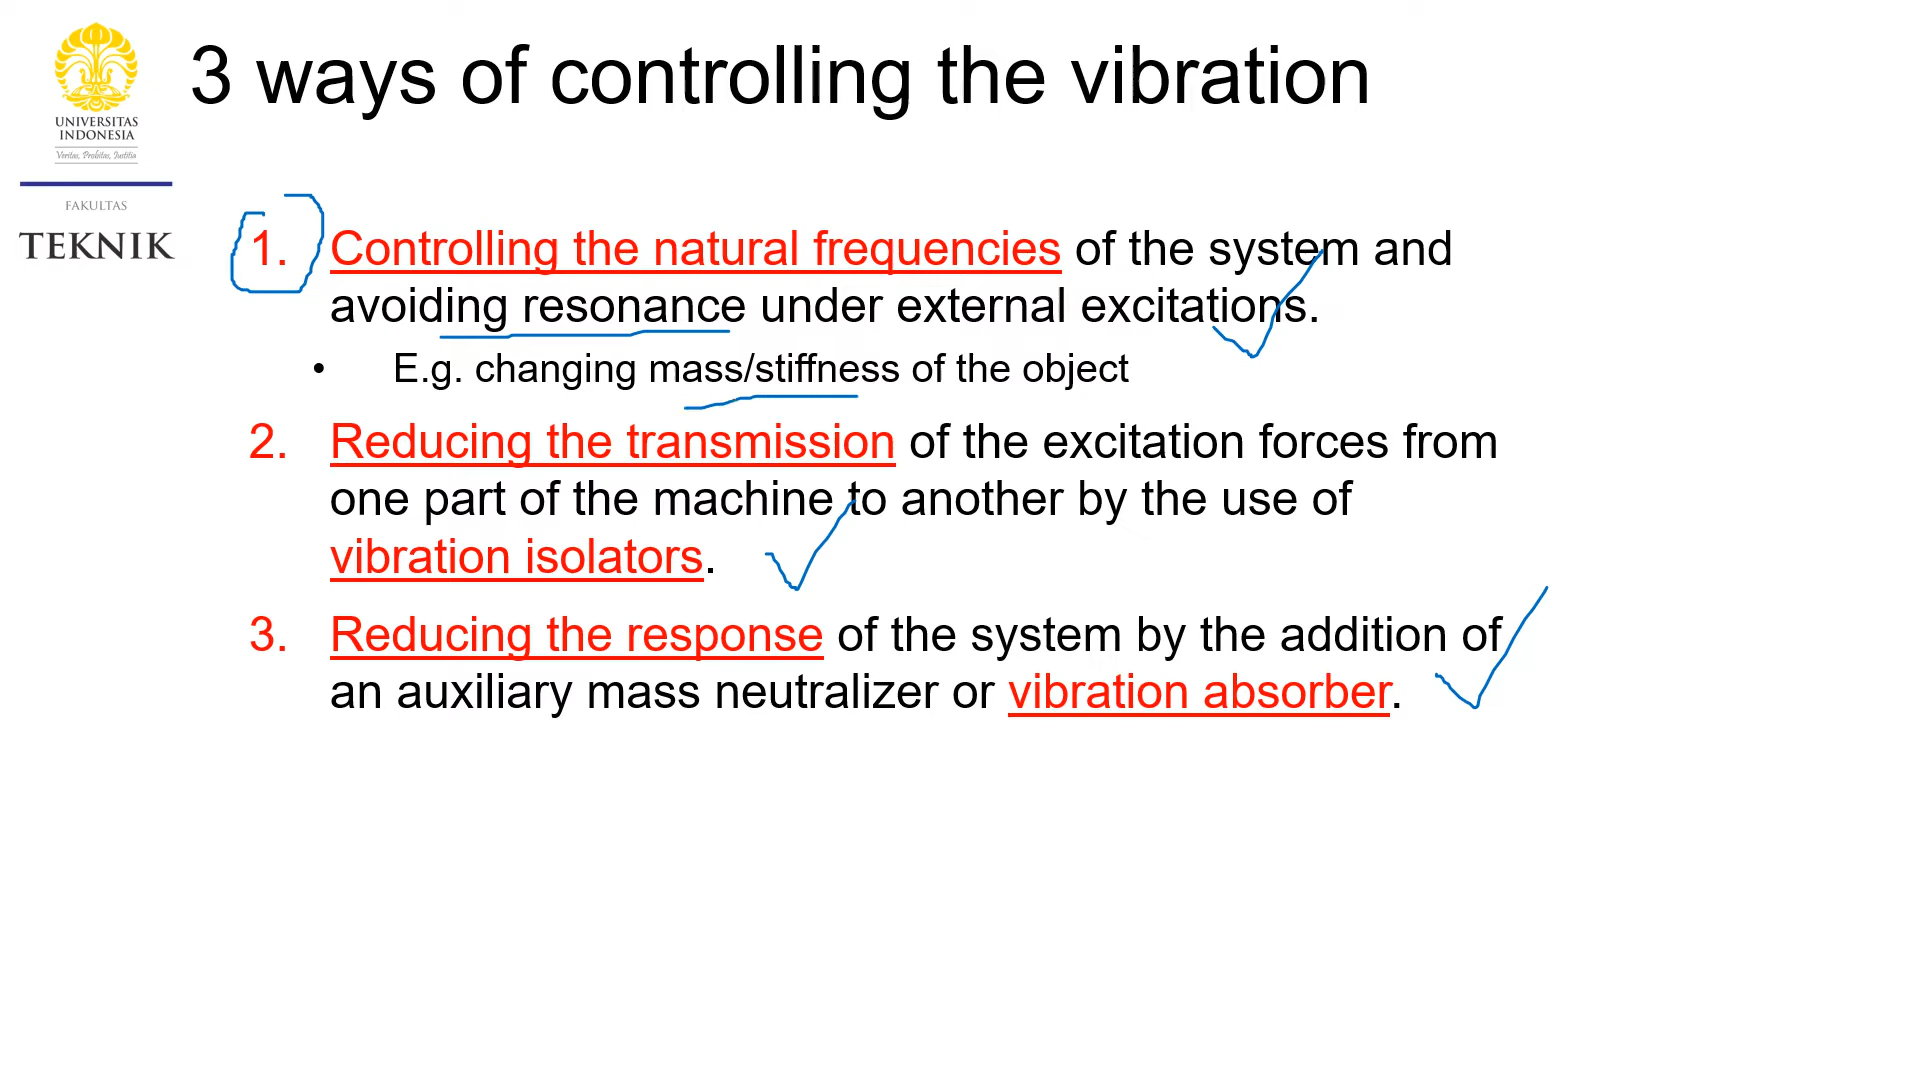 UNIVERSITAS
INDONESIA
Veritas, Probitas, Justitia
FAKULTAS
TEKNIK
3 ways of controlling the vibration
1. Controlling the natural frequencies of the system and
avoiding resonance under external excitations.
• E.g. changing mass/stiffness of the object
2. Reducing the transmission of the excitation forces from
one part of the machine to another by the use of
vibration isolators.
3. Reducing the response of the system by the addition of
an auxiliary mass neutralizer or vibration absorber.